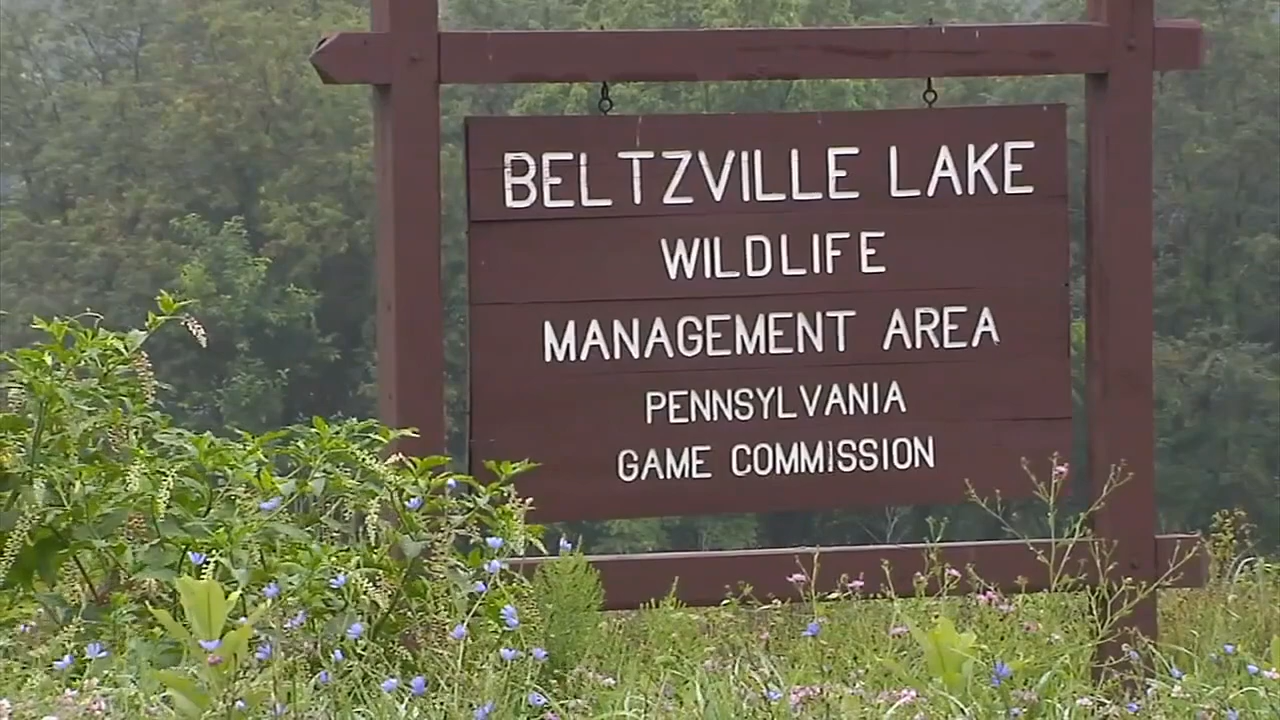 BELTZVILLE LAKE
WILDLIFE
MANAGEMENT AREA
PENNSYLVANIA
GAME COMMISSION